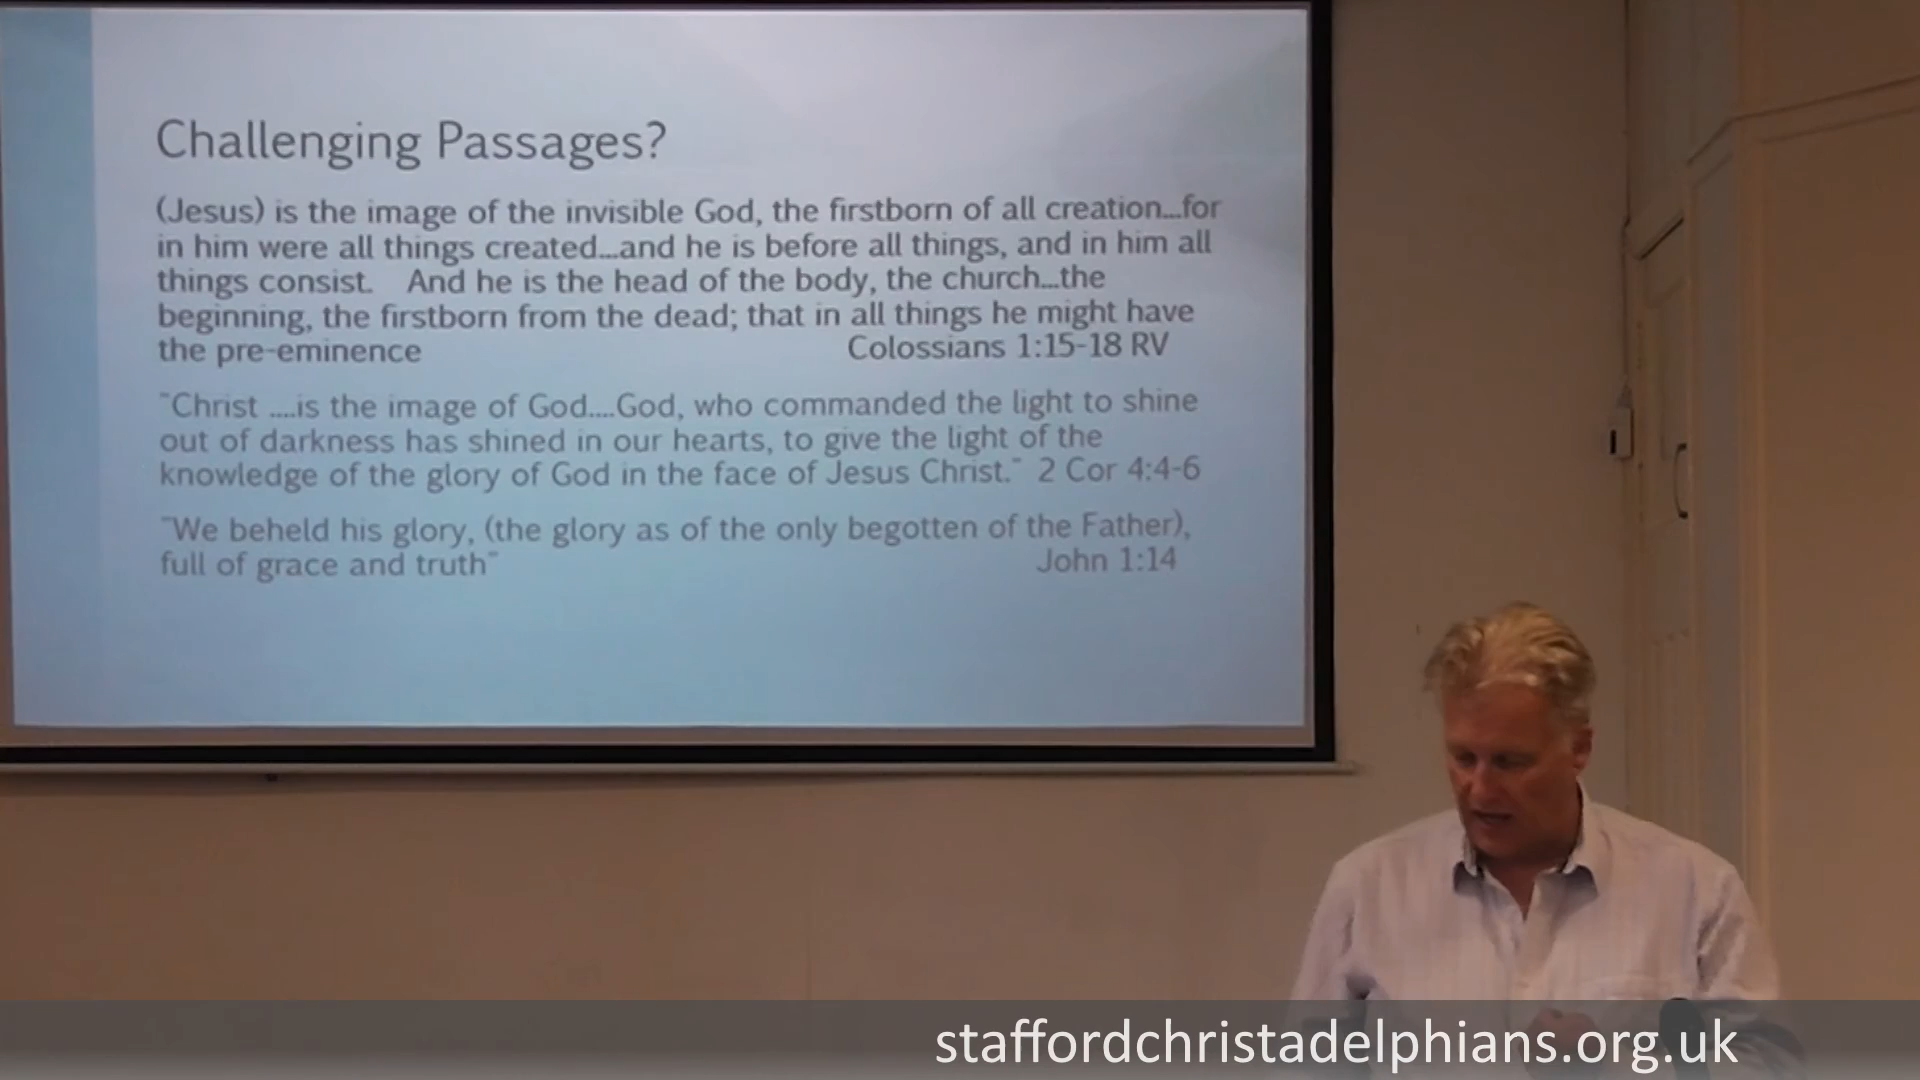 Challenging Passages?
(Jesus) is the image of the invisible God, the firstborn of all creation...for
in him were all things created...and he is before all things, and in him all
things consist. And he is the head of the body, the church...the
beginning, the firstborn from the dead; that in all things he might have
the pre-eminence Colossians 1:15-18 RV
"Christ ....is the image of God....God, who commanded the light to shine
out of darkness has shined in our hearts, to give the light of the
knowledge of the glory of God in the face of Jesus Christ." 2 Cor 4:4-6
"We beheld his glory, (the glory as of the only begotten of the Father),
full of grace and truth" John 1:14
staffordchristadelphians.org.uk